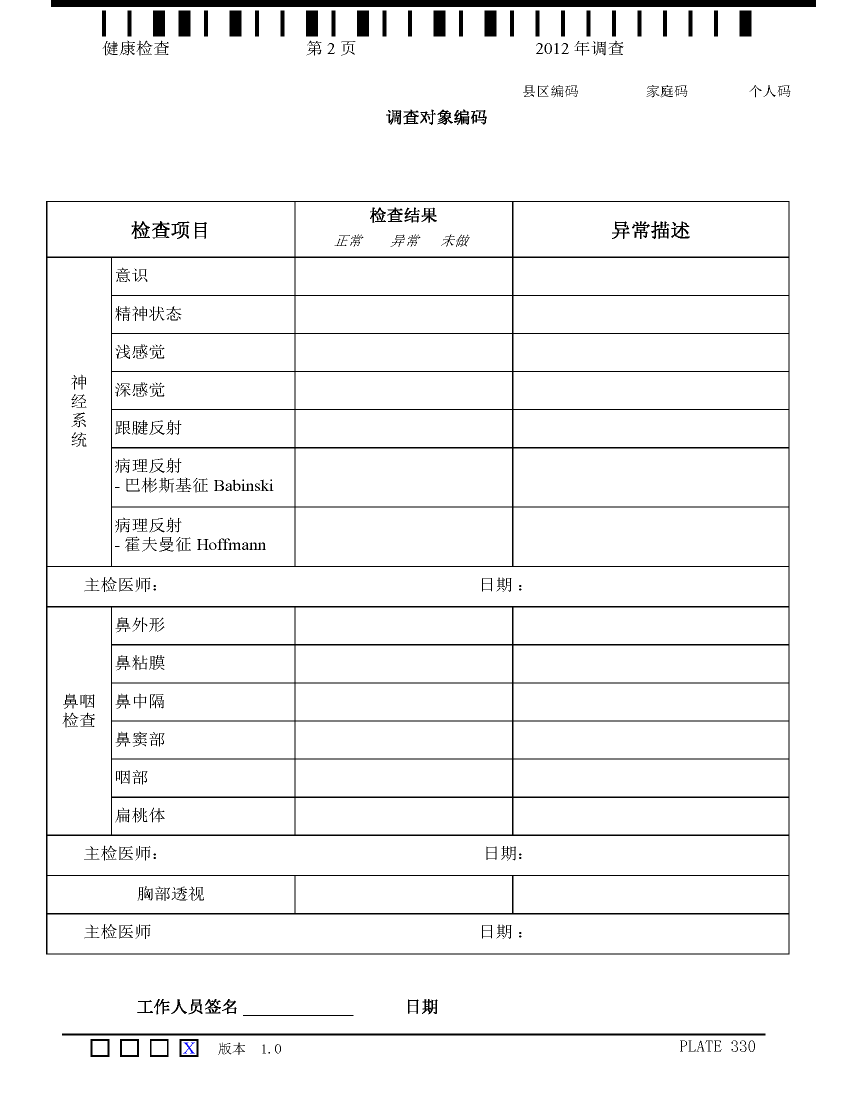 健康检查 第 2 页 2012 年调查
县区编码 家庭码 个人码
调查对象编码
检查项目 检查结果 异常描述
正常 异常 未做
神经系统
意识
精神状态
浅感觉
深感觉
跟腱反射
病理反射
- 巴彬斯基征 Babinski
病理反射
- 霍夫曼征 Hoffmann
主检医师: 日期 :
鼻咽
检查
鼻外形
鼻粘膜
鼻中隔
鼻窦部
咽部
扁桃体
主检医师: 日期:
胸部透视
主检医师 日期 :
工作人员签名 ____________ 日期
X 版本 1.0 PLATE 330